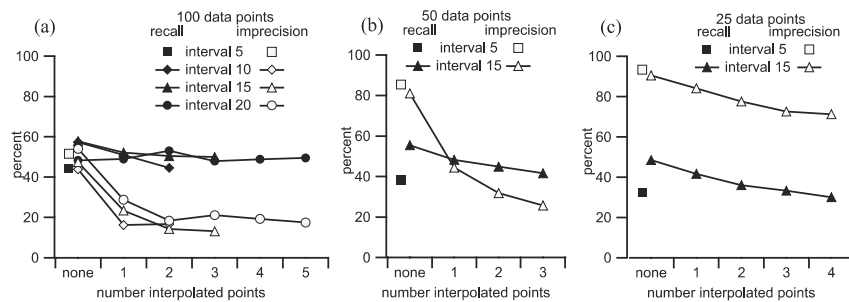 (a)
100 data points
recall imprecision
interval 5
interval 10
interval 15
interval 20
100
80
60
40
20
0
percent
none 1 2 3 4 5
number interpolated points
(b)
50 data points
recall imprecision
interval 5
interval 15
100
80
60
40
20
0
percent
none 1 2 3
number interpolated points
(c)
25 data points
recall imprecision
interval 5
interval 15
100
80
60
40
20
0
percent
none 1 2 3 4
number interpolated points